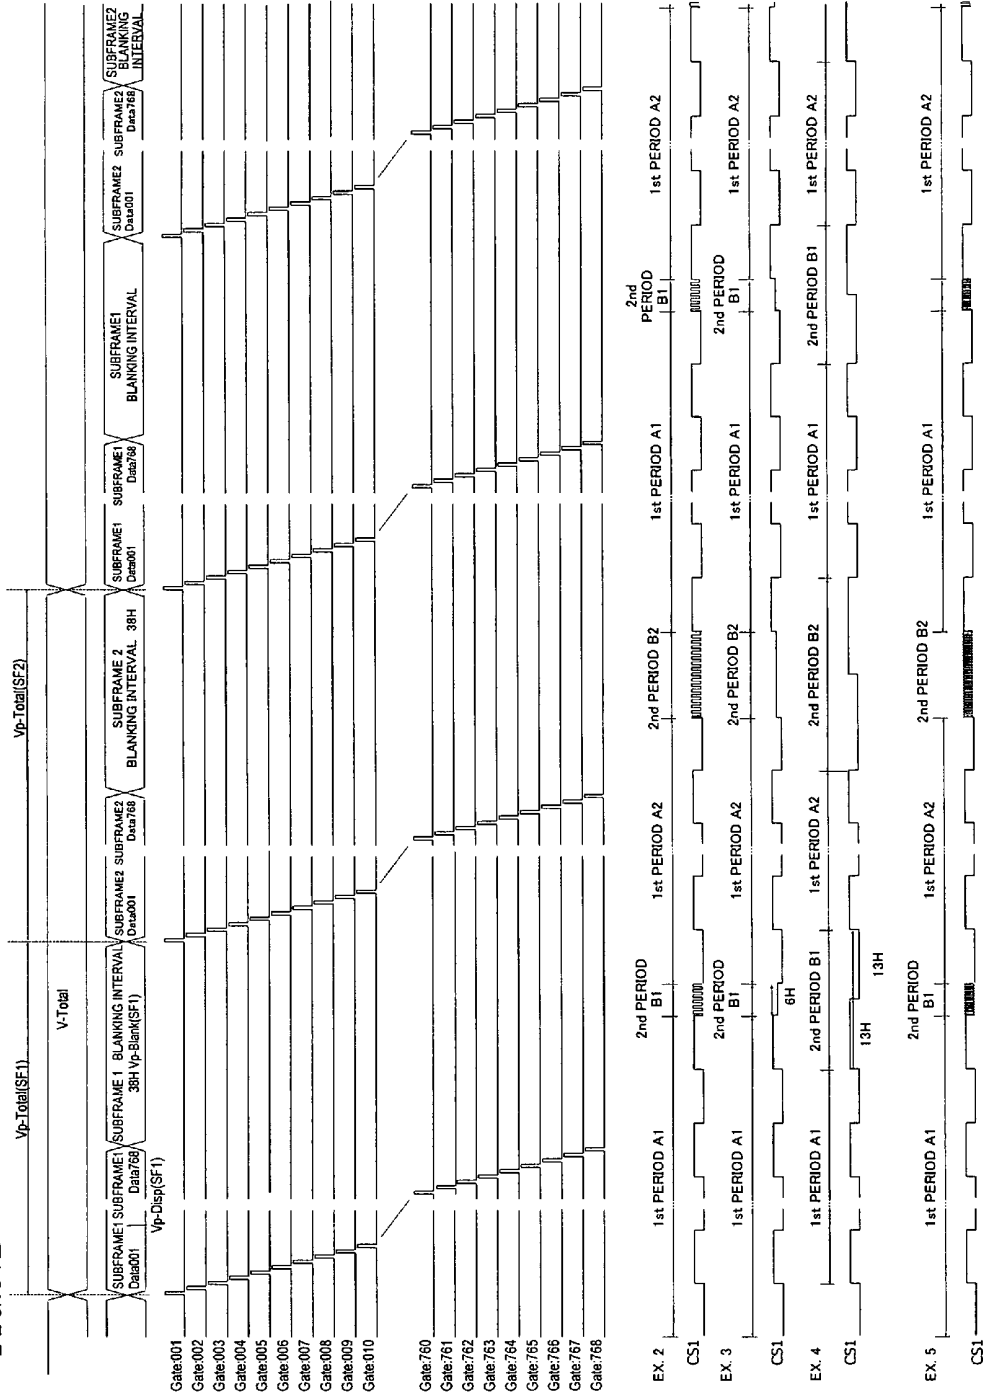 Vp-Total(SF1)
Vp-Total(SF2)
V-Total
SUBFRAME1
Data001
SUBFRAME1
Data768
SUBFRAME 1 BLANKING INTERVAL
38H Vp-Blank(SF1)
SUBFRAME2
Data001
SUBFRAME2
Data768
SUBFRAME 2
BLANKING INTERVAL 38H
SUBFRAME1
Data001
SUBFRAME1
Data768
SUBFRAME1
BLANKING INTERVAL
SUBFRAME2
Data001
SUBFRAME2
Data768
SUBFRAME2
BLANKING
INTERVAL
Vp-Disp(SF1)
Gate:001
Gate:002
Gate:003
Gate:004
Gate:005
Gate:006
Gate:007
Gate:008
Gate:009
Gate:010
Gate:760
Gate:761
Gate:762
Gate:763
Gate:764
Gate:765
Gate:766
Gate:767
Gate:768
EX. 2
1st PERIOD A1
2nd PERIOD
B1
1st PERIOD A2
2nd PERIOD B2
1st PERIOD A1
2nd
PERIOD
B1
1st PERIOD A2
CS1
EX. 3
1st PERIOD A1
2nd PERIOD
B1
1st PERIOD A2
2nd PERIOD B2
1st PERIOD A1
2nd PERIOD
B1
1st PERIOD A2
CS1
6H
EX. 4
1st PERIOD A1
2nd PERIOD B1
1st PERIOD A2
2nd PERIOD B2
1st PERIOD A1
2nd PERIOD B1
1st PERIOD A2
CS1
13H
13H
EX. 5
1st PERIOD A1
2nd PERIOD
B1
1st PERIOD A2
2nd PERIOD B2
1st PERIOD A1
1st PERIOD A2
CS1